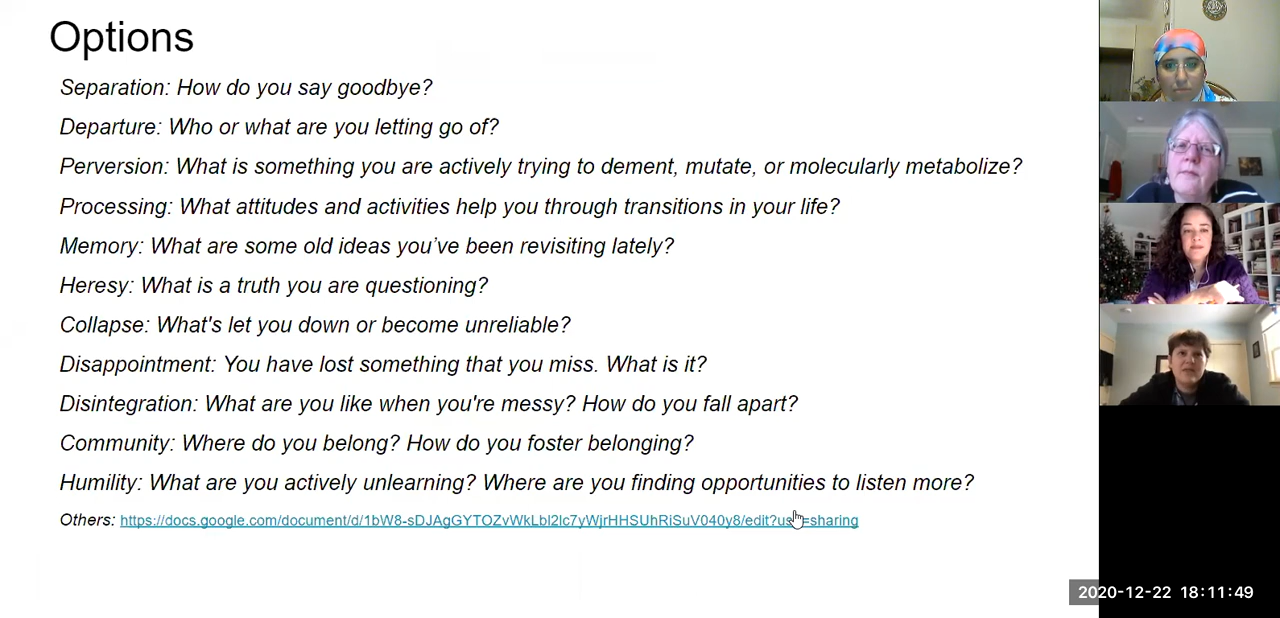 Options
Separation: How do you say goodbye?
Departure: Who or what are you letting go of?
Perversion: What is something you are actively trying to dement, mutate, or molecularly metabolize?
Processing: What attitudes and activities help you through transitions in your life?
Memory: What are some old ideas you’ve been revisiting lately?
Heresy: What is a truth you are questioning?
Collapse: What's let you down or become unreliable?
Disappointment: You have lost something that you miss. What is it?
Disintegration: What are you like when you're messy? How do you fall apart?
Community: Where do you belong? How do you foster belonging?
Humility: What are you actively unlearning? Where are you finding opportunities to listen more?
Others:
2020-12-22 18:11:49